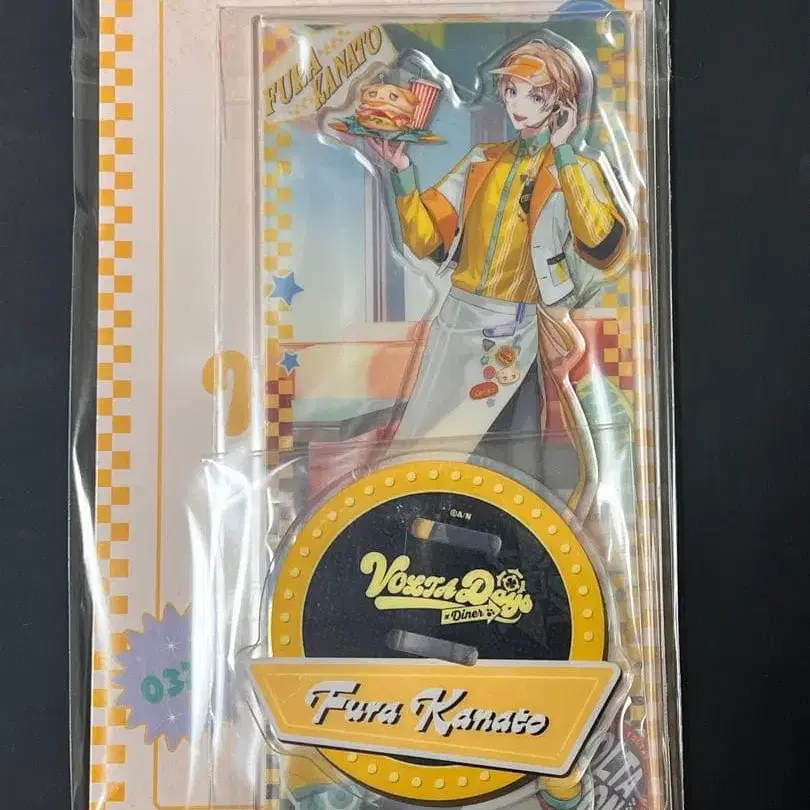 FURA
KANATO
©A/N
VOLTA Days
Diner
Fura Kanato